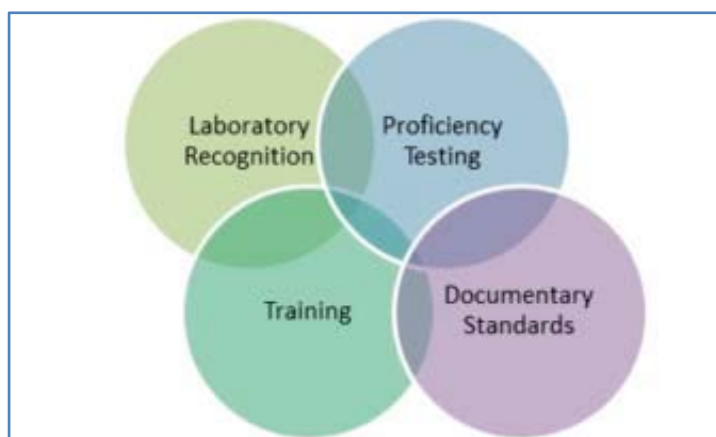 Laboratory
Recognition
Proficiency
Testing
Training
Documentary
Standards